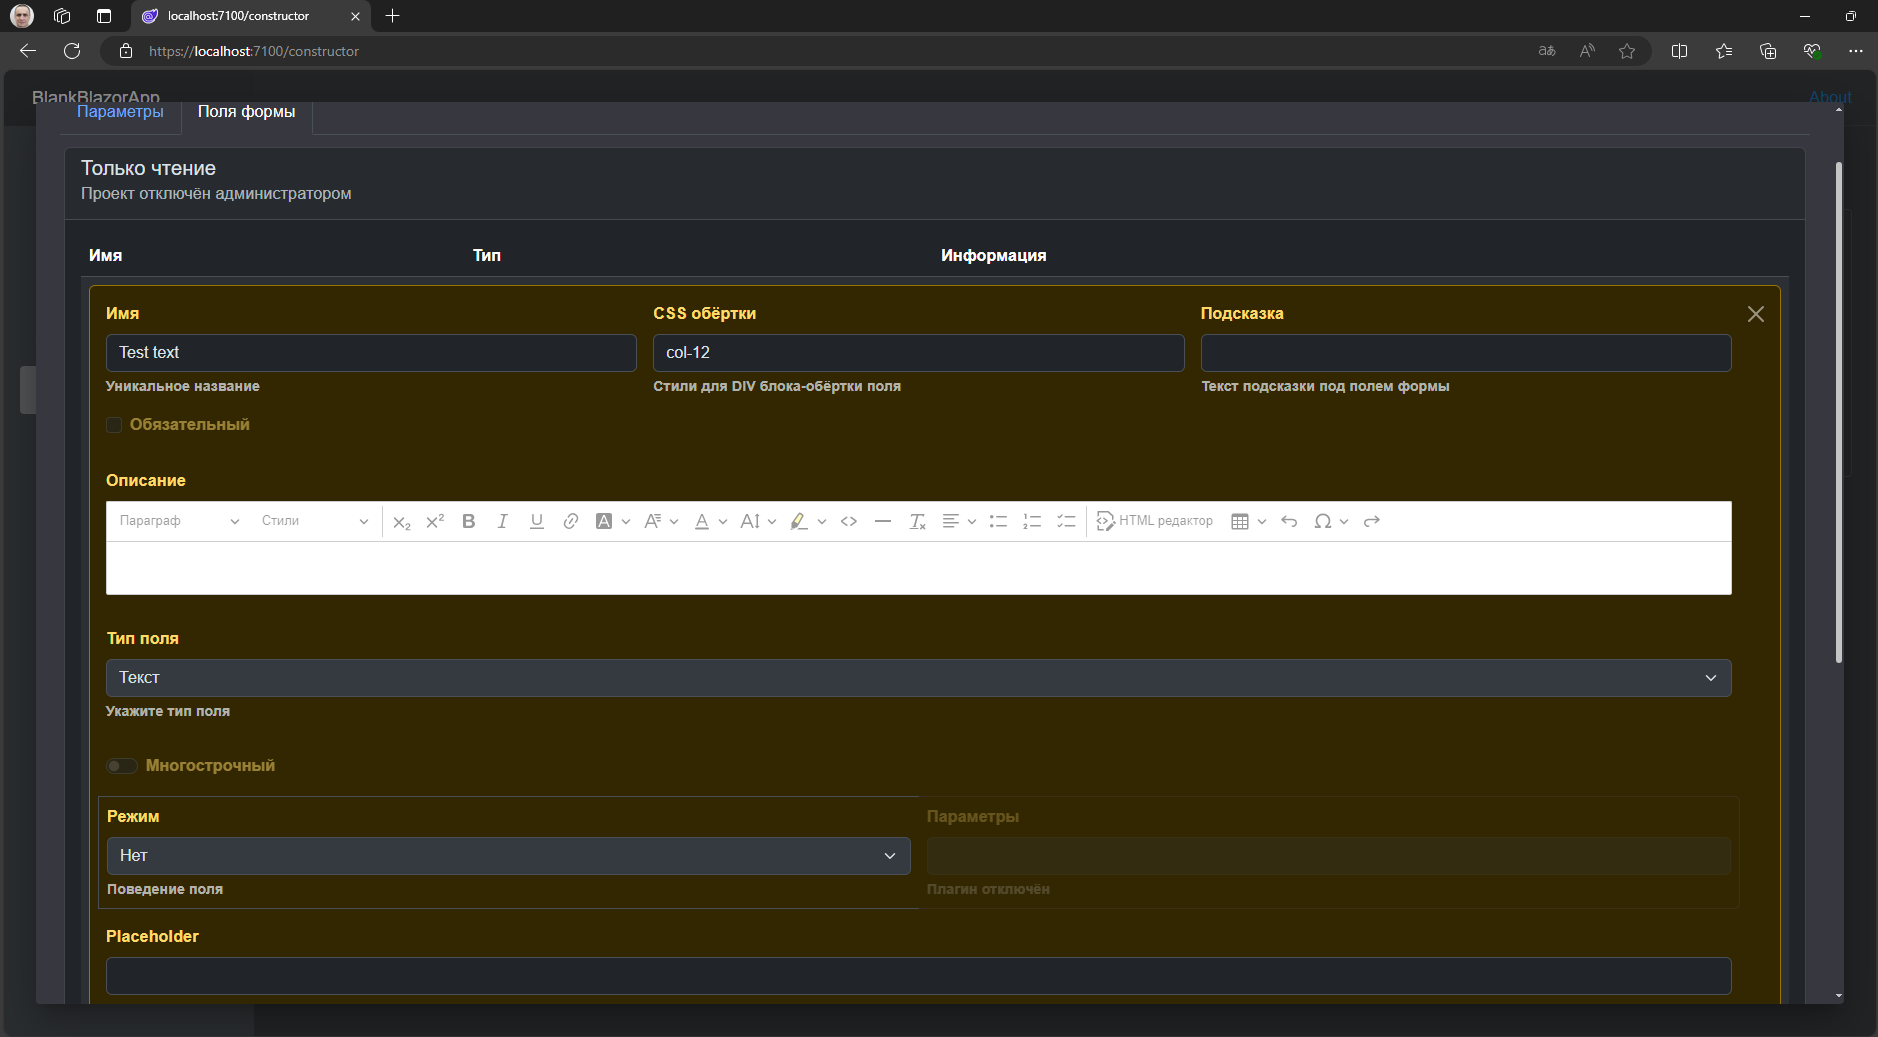 localhost:7100/constructor
https://localhost:7100/constructor
BlankBlazorApp
About
Параметры
Поля формы
Только чтение
Проект отключён администратором
Имя
Тип
Информация
Имя
CSS обёртки
Подсказка
Test text
col-12
Уникальное название
Стили для DIV блока-обёртки поля
Текст подсказки под полем формы
Обязательный
Описание
Параграф
Стили
HTML редактор
Тип поля
Текст
Укажите тип поля
Многострочный
Режим
Параметры
Нет
Поведение поля
Плагин отключён
Placeholder